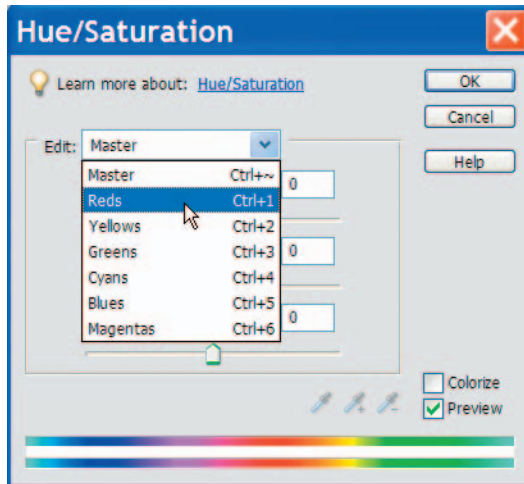 Hue/Saturation
Learn more about: Hue/Saturation
OK
Cancel
Help
Edit: Master
Master Ctrl+~
Reds Ctrl+1
Yellows Ctrl+2
Greens Ctrl+3
Cyans Ctrl+4
Blues Ctrl+5
Magentas Ctrl+6
0
0
0
Colorize
Preview